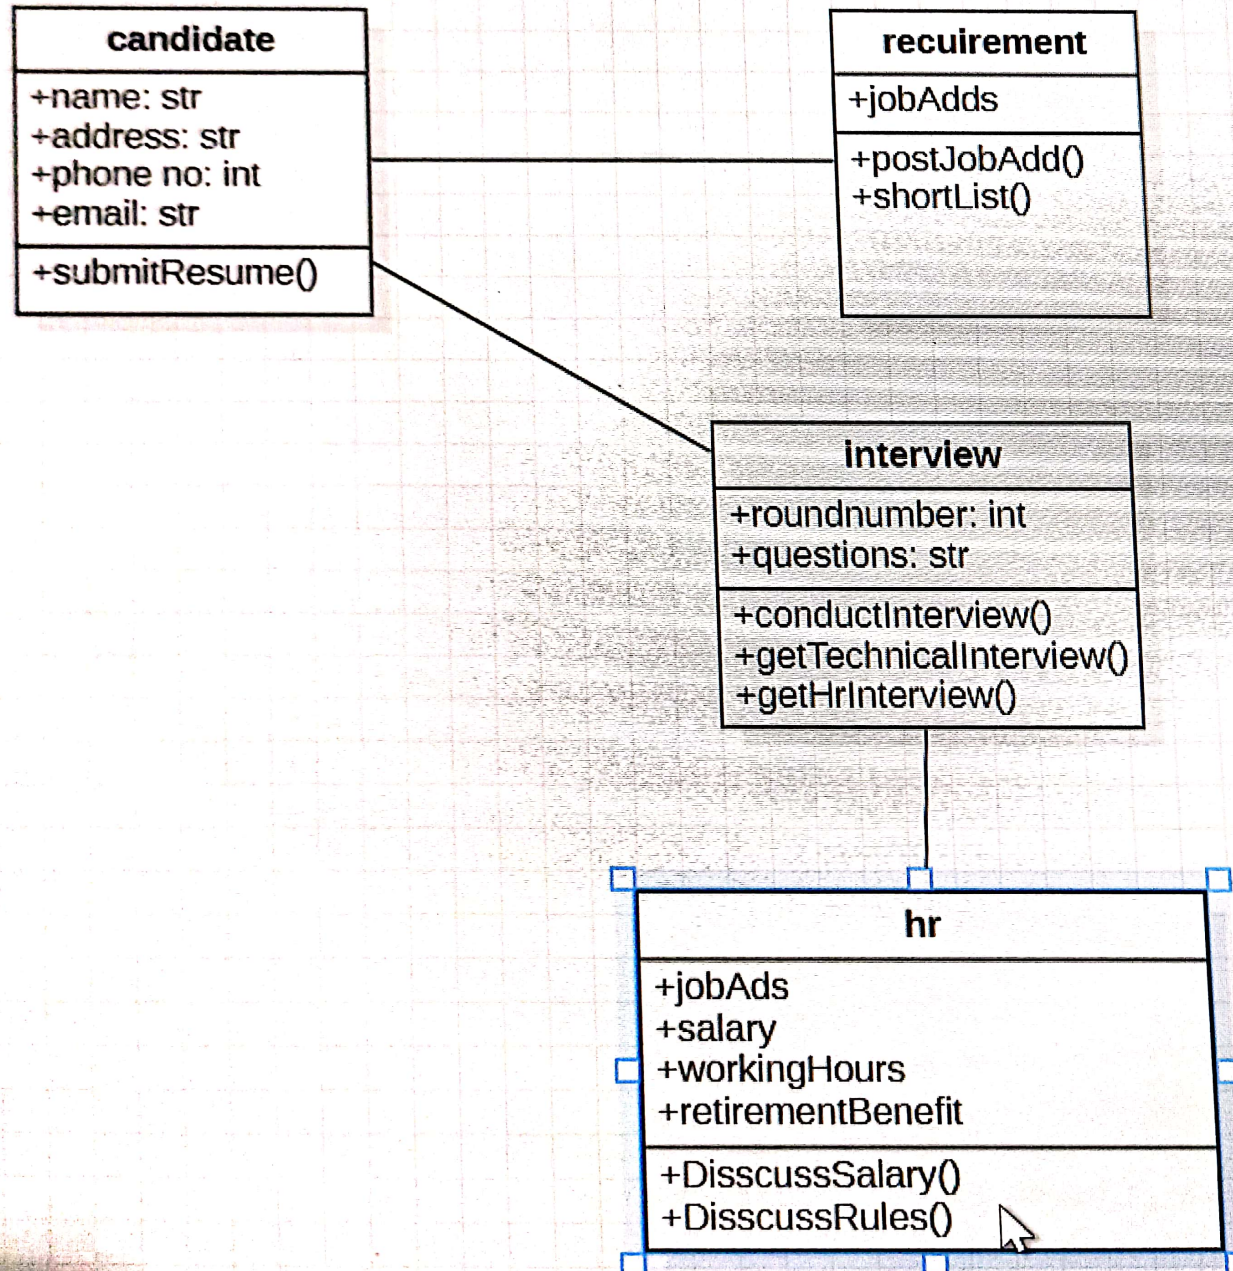 candidate
+name: str
+address: str
+phone no: int
+email: str
+submitResume()
recuirement
+jobAdds
+postJobAdd()
+shortList()
interview
+roundnumber: int
+questions: str
+conductInterview()
+getTechnicalInterview()
+getHrInterview()
hr
+jobAds
+salary
+workingHours
+retirementBenefit
+DisscussSalary()
+DisscussRules()